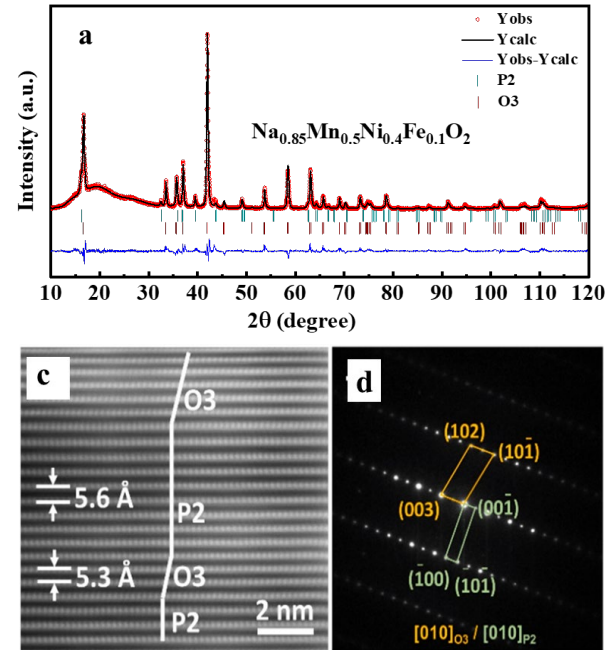 a
Yobs
Ycalc
Yobs-Ycalc
P2
O3
Na0.85Mn0.5Ni0.4Fe0.1O2
Intensity (a.u.)
10 20 30 40 50 60 70 80 90 100 110 120
2θ (degree)
c
O3
5.6 Å
P2
5.3 Å
O3
P2
2 nm
d
(102)
(101̄)
(003)
(001̄)
(1̄00)
(1̄01̄)
[010]O3 / [010]P2